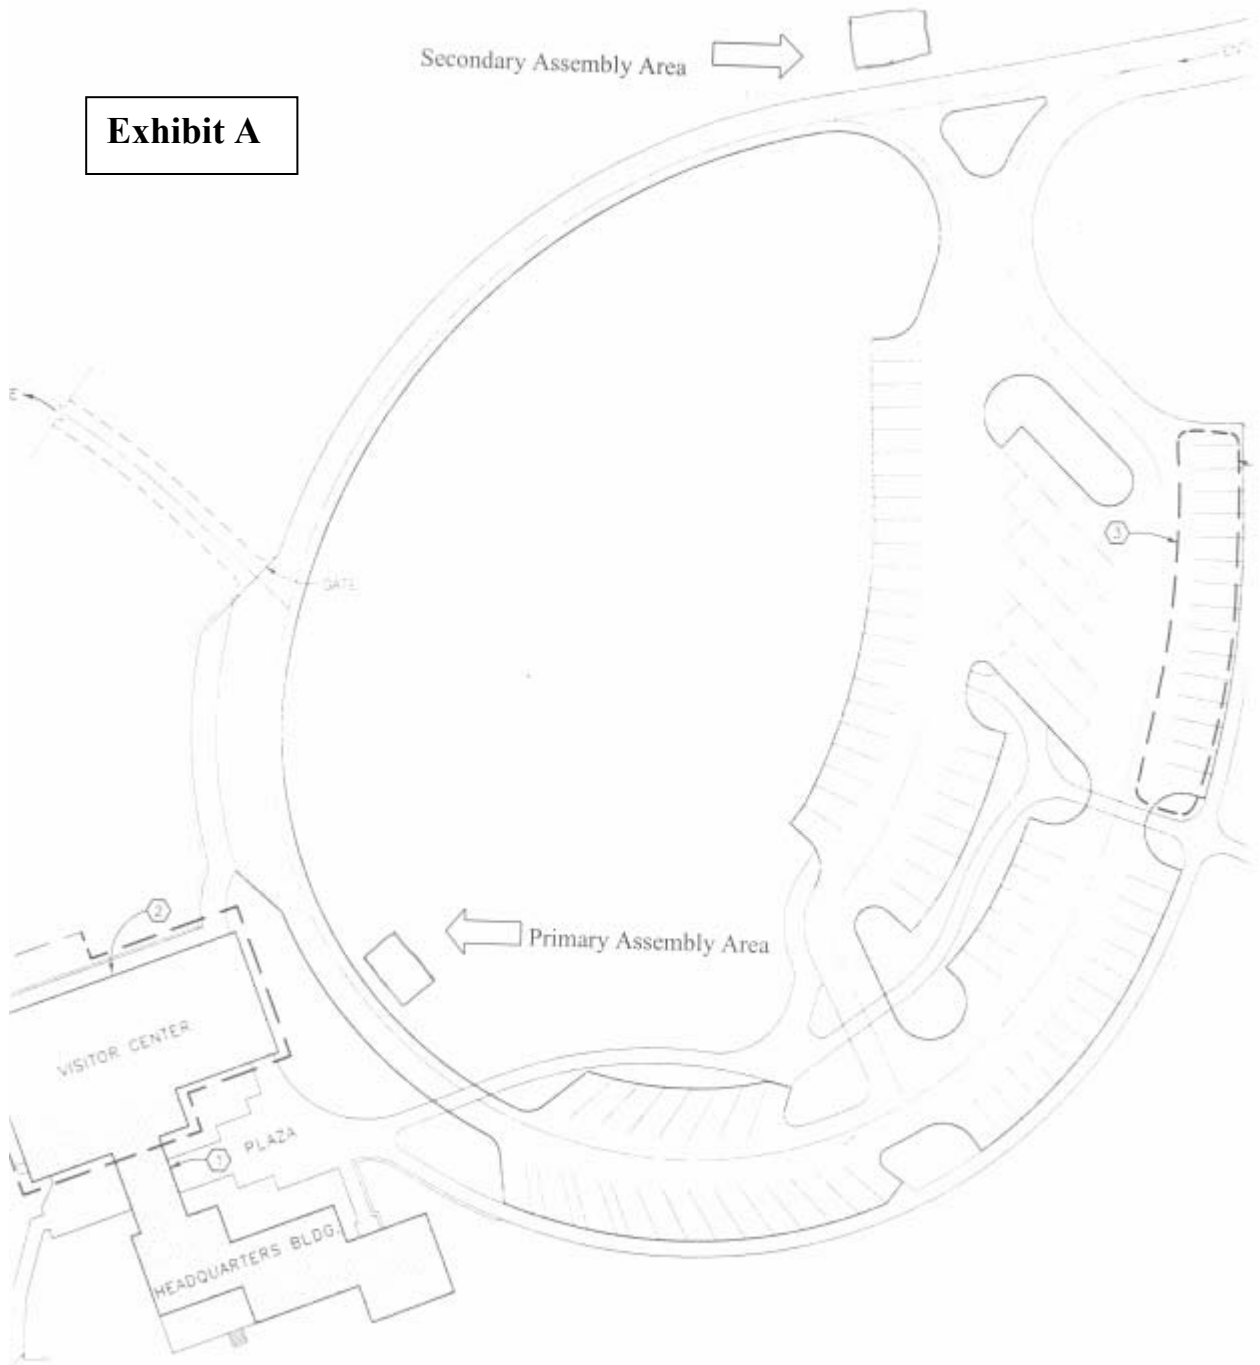 Secondary Assembly Area
Exhibit A
GATE
3
2
Primary Assembly Area
VISITOR CENTER
1
PLAZA
HEADQUARTERS BLDG.